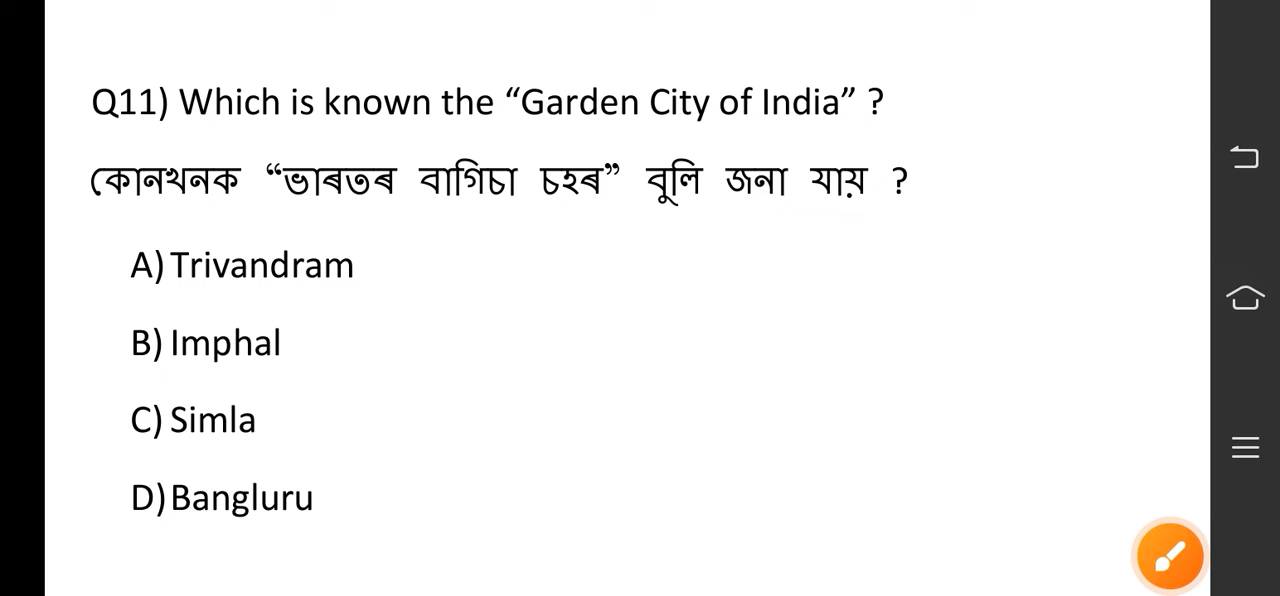 Q11) Which is known the “Garden City of India” ?
কোনখনক “ভাৰতৰ বাগিচা চহৰ” বুলি জনা যায় ?
A) Trivandram
B) Imphal
C) Simla
D) Bangluru